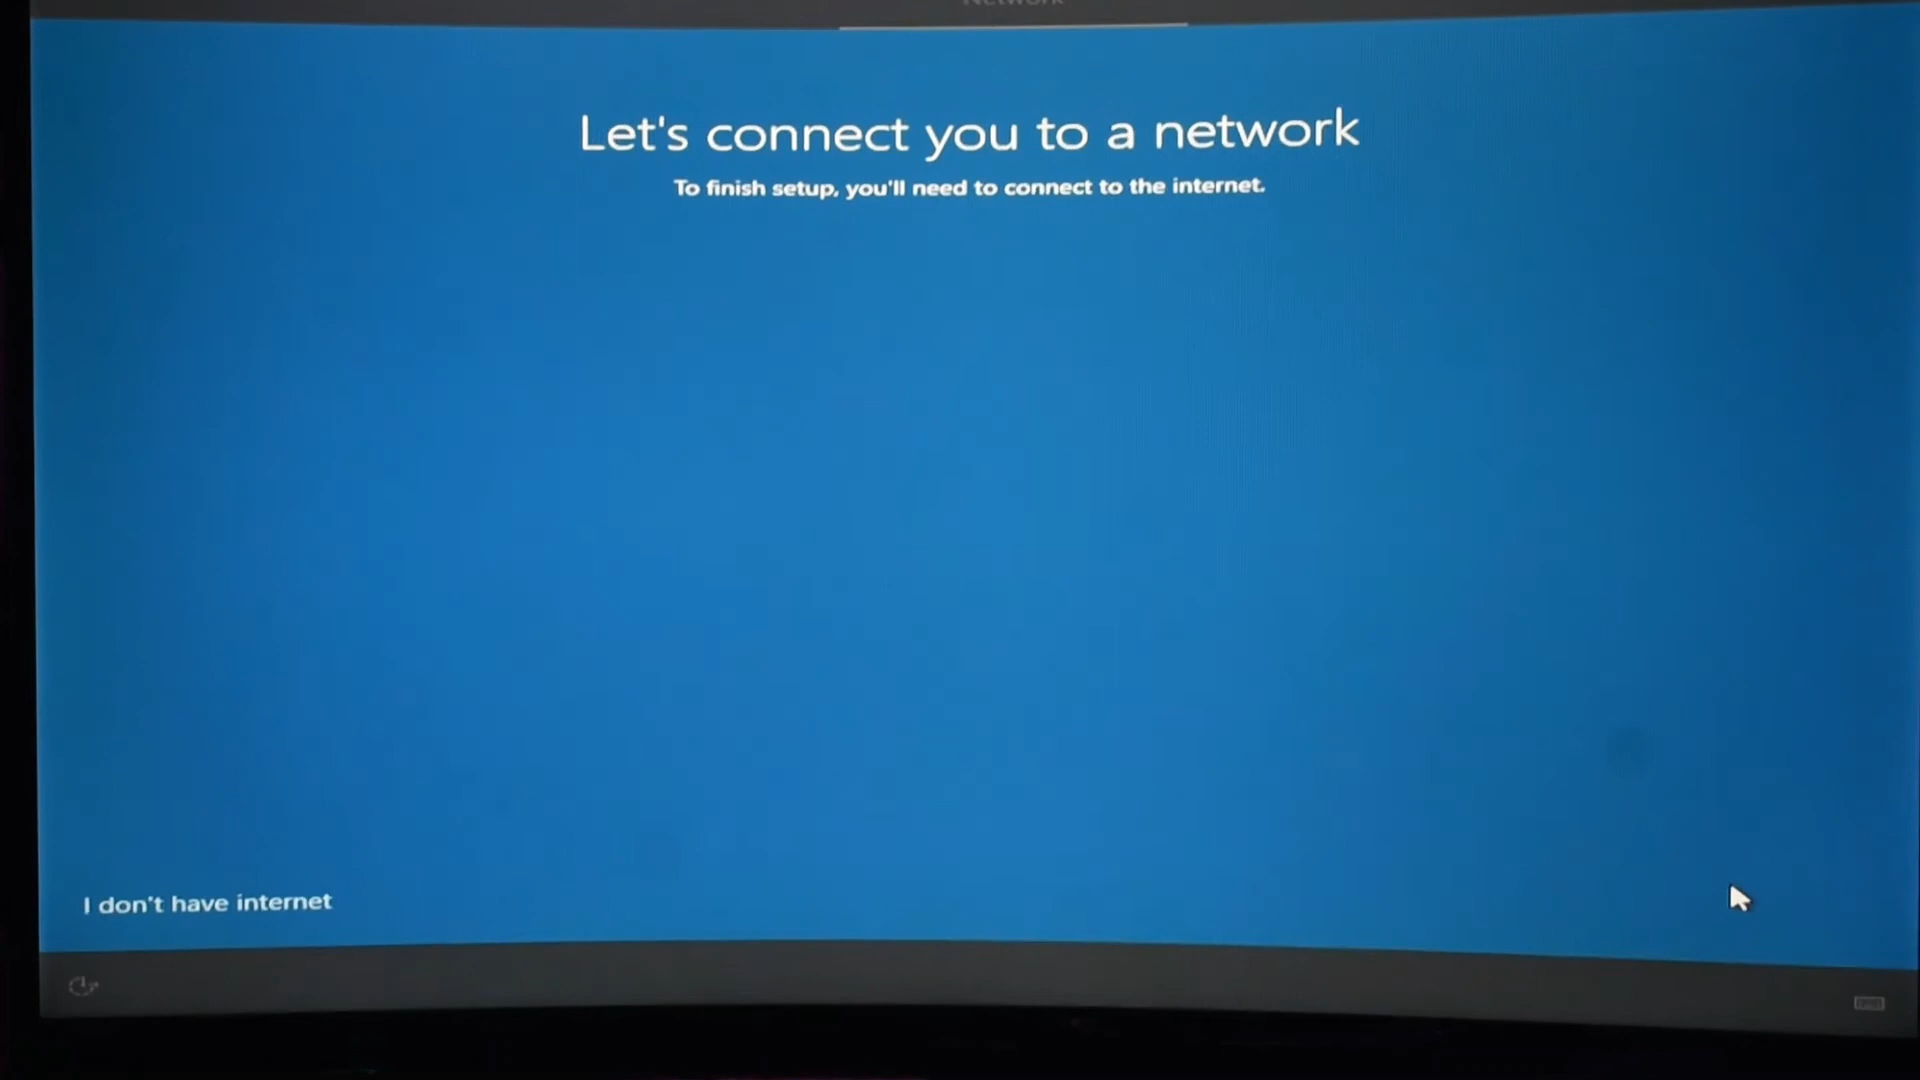 Network
Let's connect you to a network
To finish setup, you'll need to connect to the internet.
I don't have internet